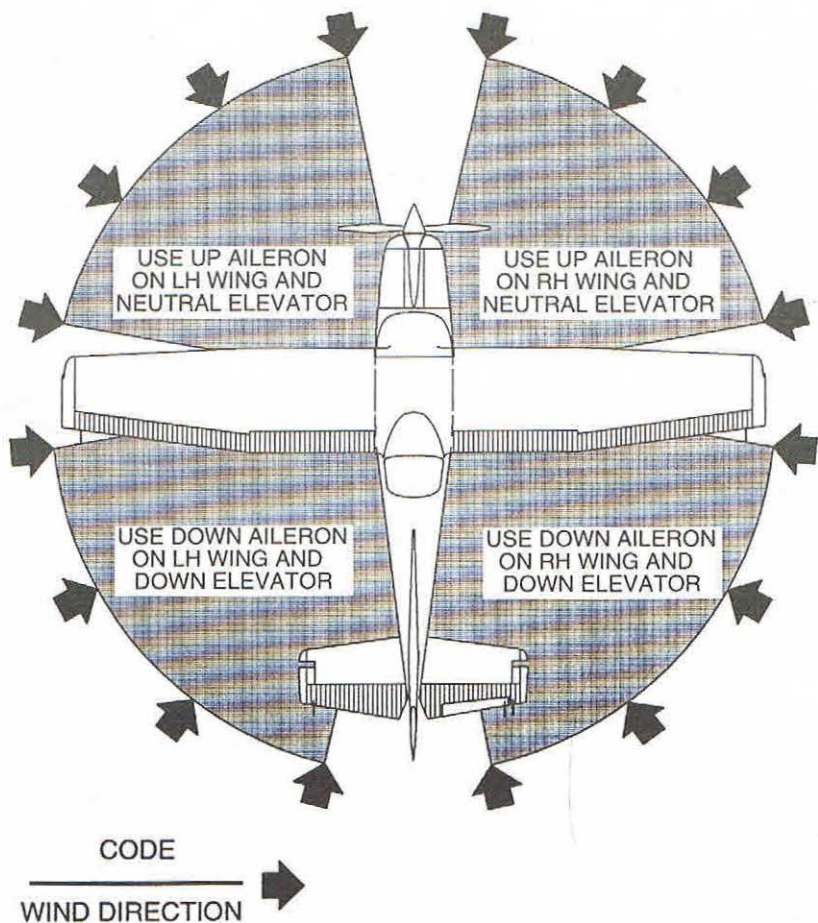 USE UP AILERON
ON LH WING AND
NEUTRAL ELEVATOR
USE UP AILERON
ON RH WING AND
NEUTRAL ELEVATOR
USE DOWN AILERON
ON LH WING AND
DOWN ELEVATOR
USE DOWN AILERON
ON RH WING AND
DOWN ELEVATOR
CODE
WIND DIRECTION